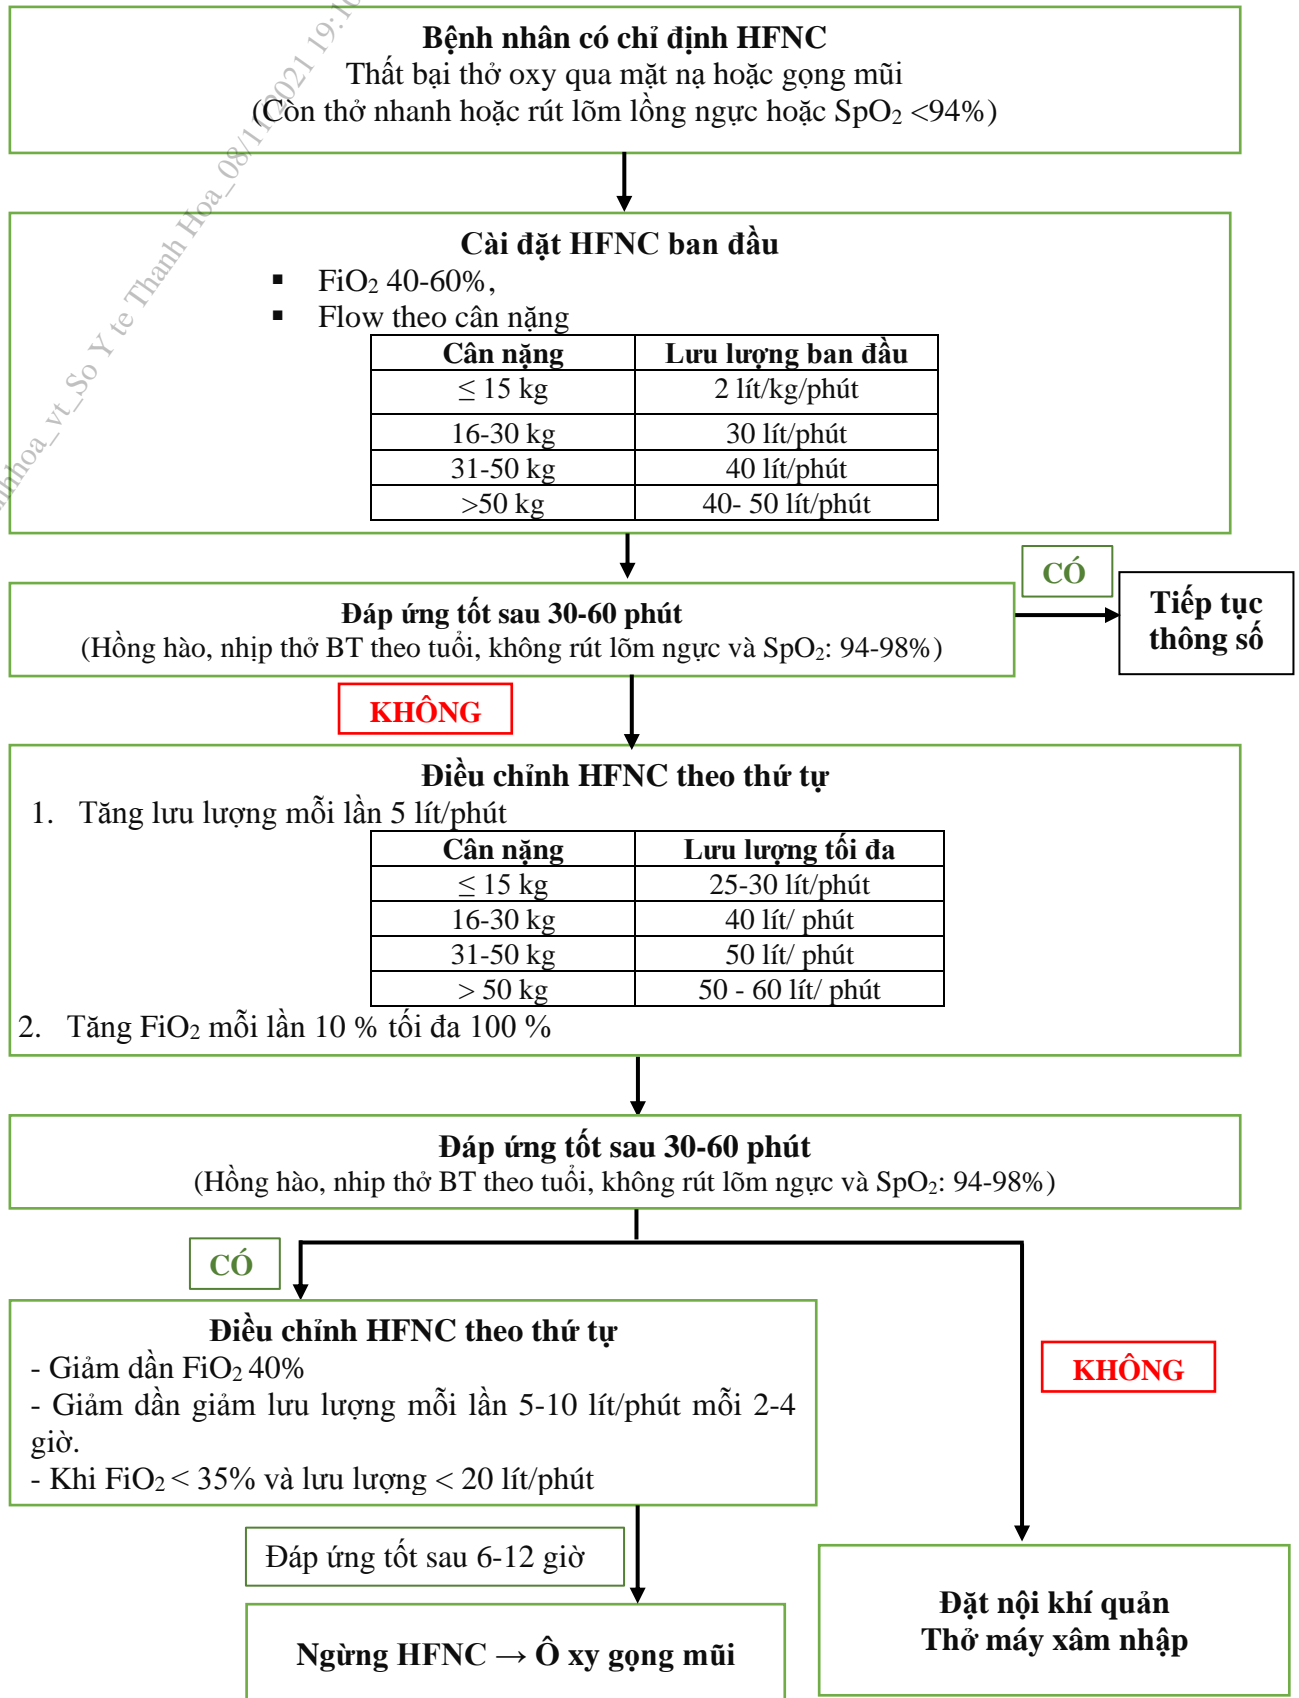 Bệnh nhân có chỉ định HFNC
Thất bại thở oxy qua mặt nạ hoặc gọng mũi
(Còn thở nhanh hoặc rút lõm lồng ngực hoặc SpO₂ <94%)
Cài đặt HFNC ban đầu
▪ FiO₂ 40-60%,
▪ Flow theo cân nặng
Cân nặng Lưu lượng ban đầu
≤ 15 kg 2 lít/kg/phút
16-30 kg 30 lít/phút
31-50 kg 40 lít/phút
>50 kg 40- 50 lít/phút
Đáp ứng tốt sau 30-60 phút
(Hồng hào, nhịp thở BT theo tuổi, không rút lõm ngực và SpO₂: 94-98%)
CÓ
Tiếp tục
thông số
KHÔNG
Điều chỉnh HFNC theo thứ tự
1. Tăng lưu lượng mỗi lần 5 lít/phút
Cân nặng Lưu lượng tối đa
≤ 15 kg 25-30 lít/phút
16-30 kg 40 lít/ phút
31-50 kg 50 lít/ phút
> 50 kg 50 - 60 lít/ phút
2. Tăng FiO₂ mỗi lần 10 % tối đa 100 %
Đáp ứng tốt sau 30-60 phút
(Hồng hào, nhip thở BT theo tuổi, không rút lõm ngực và SpO₂: 94-98%)
CÓ
Điều chỉnh HFNC theo thứ tự
- Giảm dần FiO₂ 40%
- Giảm dần giảm lưu lượng mỗi lần 5-10 lít/phút mỗi 2-4
giờ.
- Khi FiO₂ < 35% và lưu lượng < 20 lít/phút
KHÔNG
Đáp ứng tốt sau 6-12 giờ
Ngừng HFNC → Ô xy gọng mũi
Đặt nội khí quản
Thở máy xâm nhập
So Y te Thanh Hoa_08/11/2021